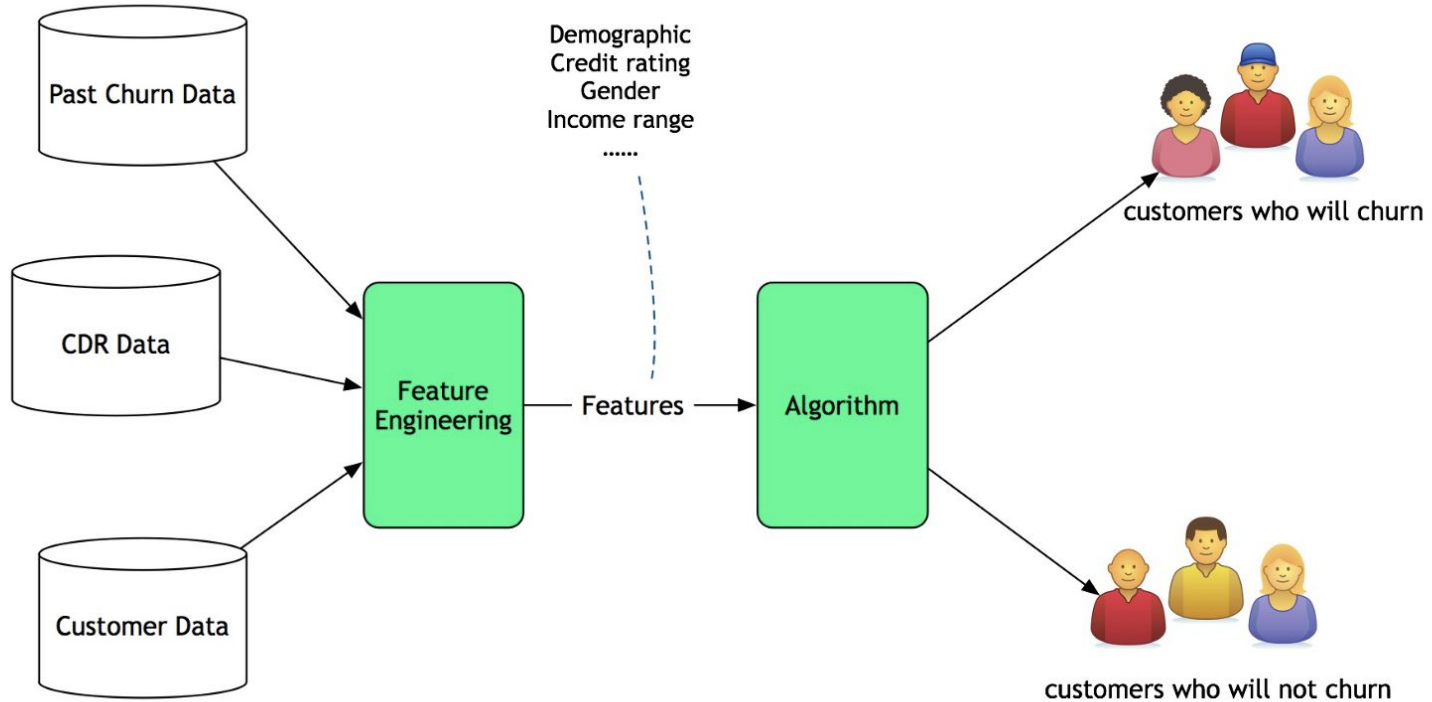 Past Churn Data
CDR Data
Customer Data
Feature
Engineering
Demographic
Credit rating
Gender
Income range
......
Features
Algorithm
customers who will churn
customers who will not churn